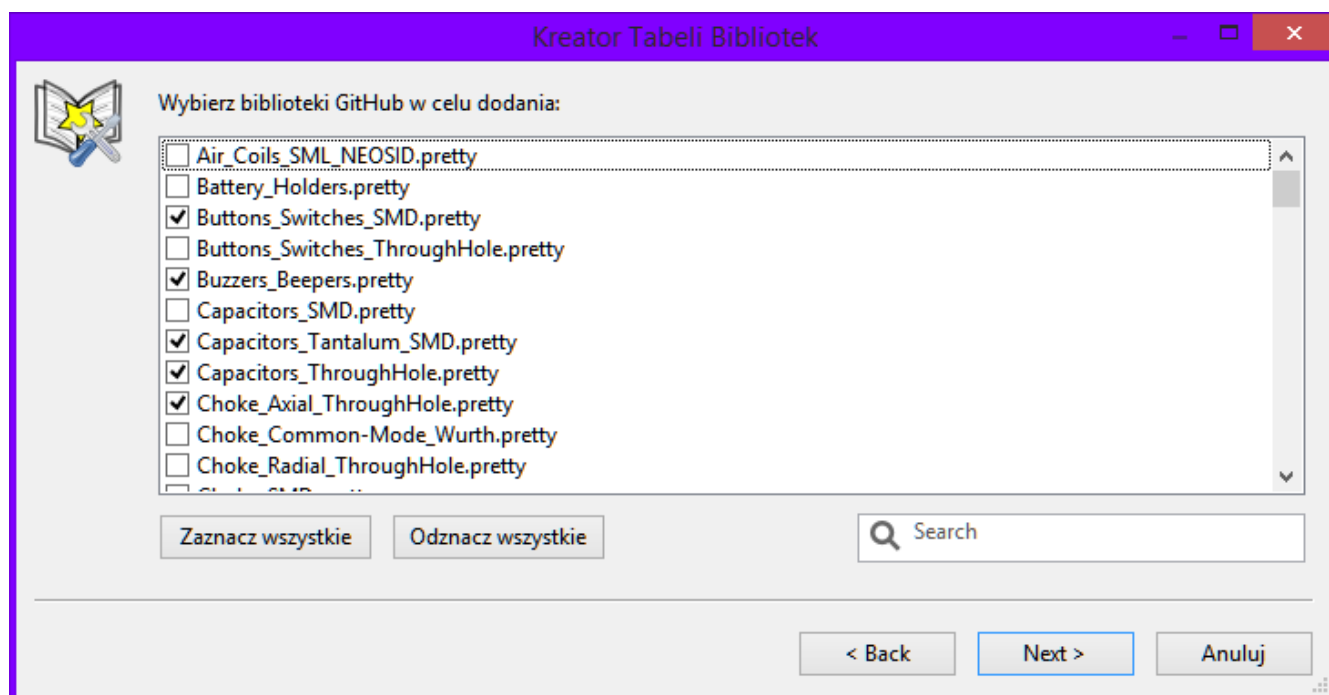 Kreator Tabeli Bibliotek
Wybierz biblioteki GitHub w celu dodania:
Air_Coils_SML_NEOSID.pretty
Battery_Holders.pretty
Buttons_Switches_SMD.pretty
Buttons_Switches_ThroughHole.pretty
Buzzers_Beepers.pretty
Capacitors_SMD.pretty
Capacitors_Tantalum_SMD.pretty
Capacitors_ThroughHole.pretty
Choke_Axial_ThroughHole.pretty
Choke_Common-Mode_Wurth.pretty
Choke_Radial_ThroughHole.pretty
Zaznacz wszystkie Odznacz wszystkie Search
< Back Next > Anuluj